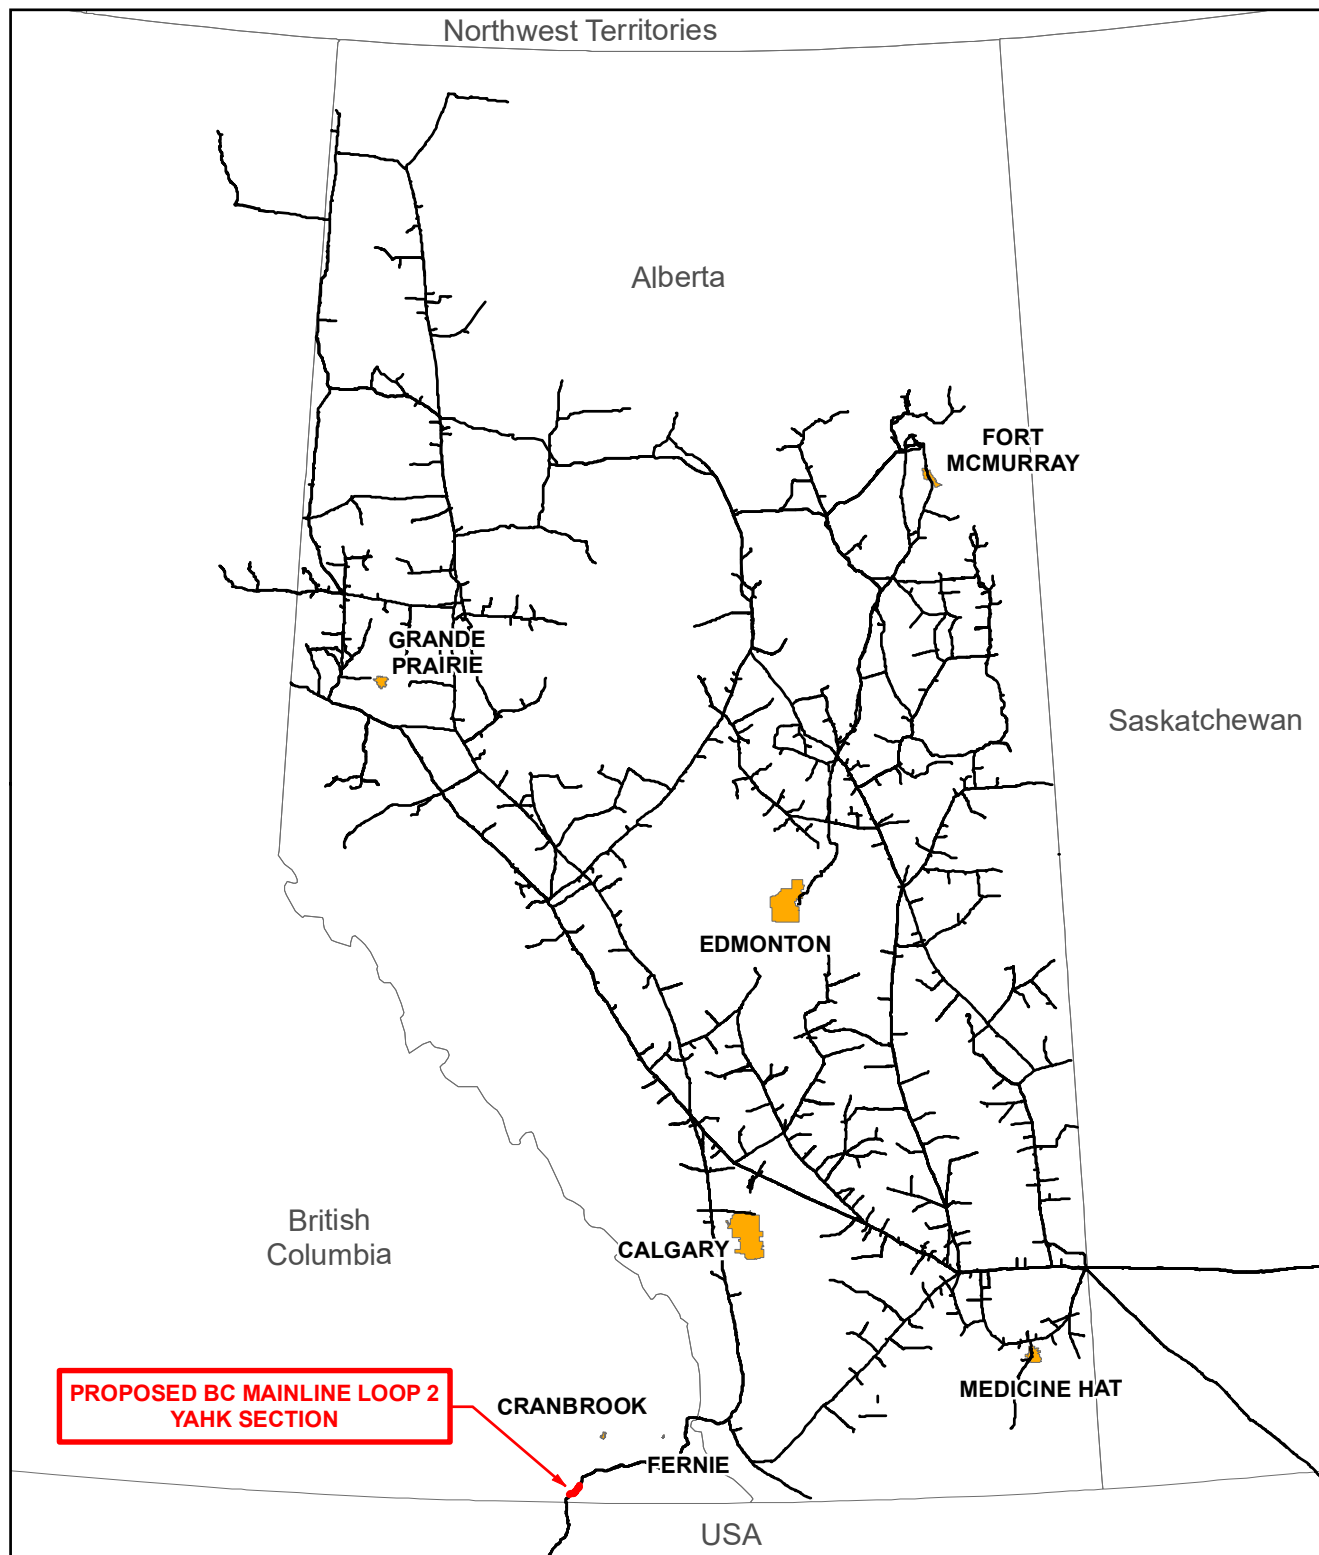 Northwest Territories
Alberta
FORT
MCMURRAY
GRANDE
PRAIRIE
Saskatchewan
EDMONTON
British
Columbia
CALGARY
PROPOSED BC MAINLINE LOOP 2
YAHK SECTION
CRANBROOK
MEDICINE HAT
FERNIE
USA